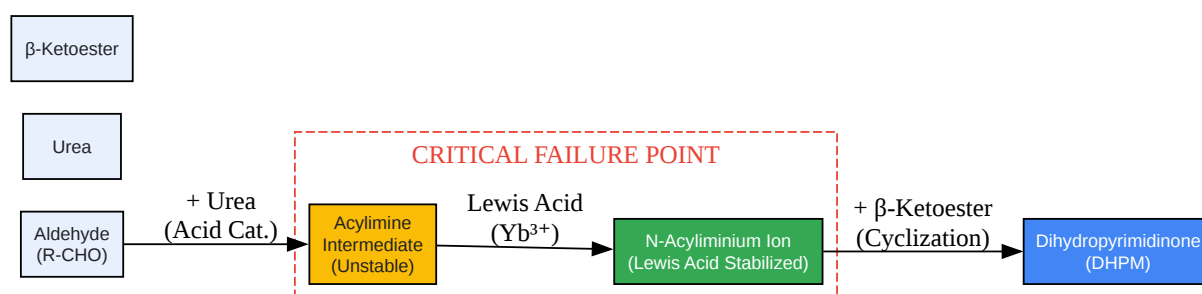 β-Ketoester
Urea
CRITICAL FAILURE POINT
Aldehyde
(R-CHO)
+ Urea
(Acid Cat.)
Acylimine
Intermediate
(Unstable)
Lewis Acid
(Yb³⁺)
N-Acyliminium Ion
(Lewis Acid Stabilized)
+ β-Ketoester
(Cyclization)
Dihydropyrimidinone
(DHPM)